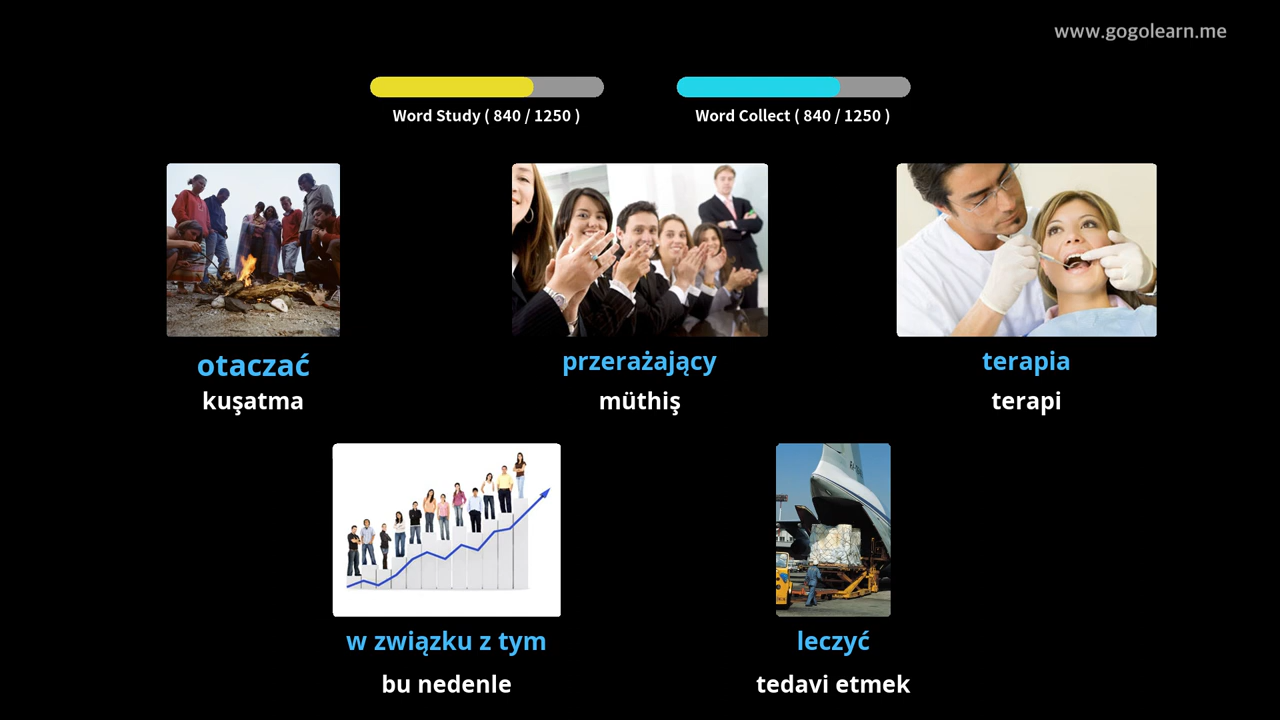 www.gogolearn.me
Word Study ( 840 / 1250 )
Word Collect ( 840 / 1250 )
otaczać
kuşatma
przerażający
müthiş
terapia
terapi
w związku z tym
bu nedenle
leczyć
tedavi etmek